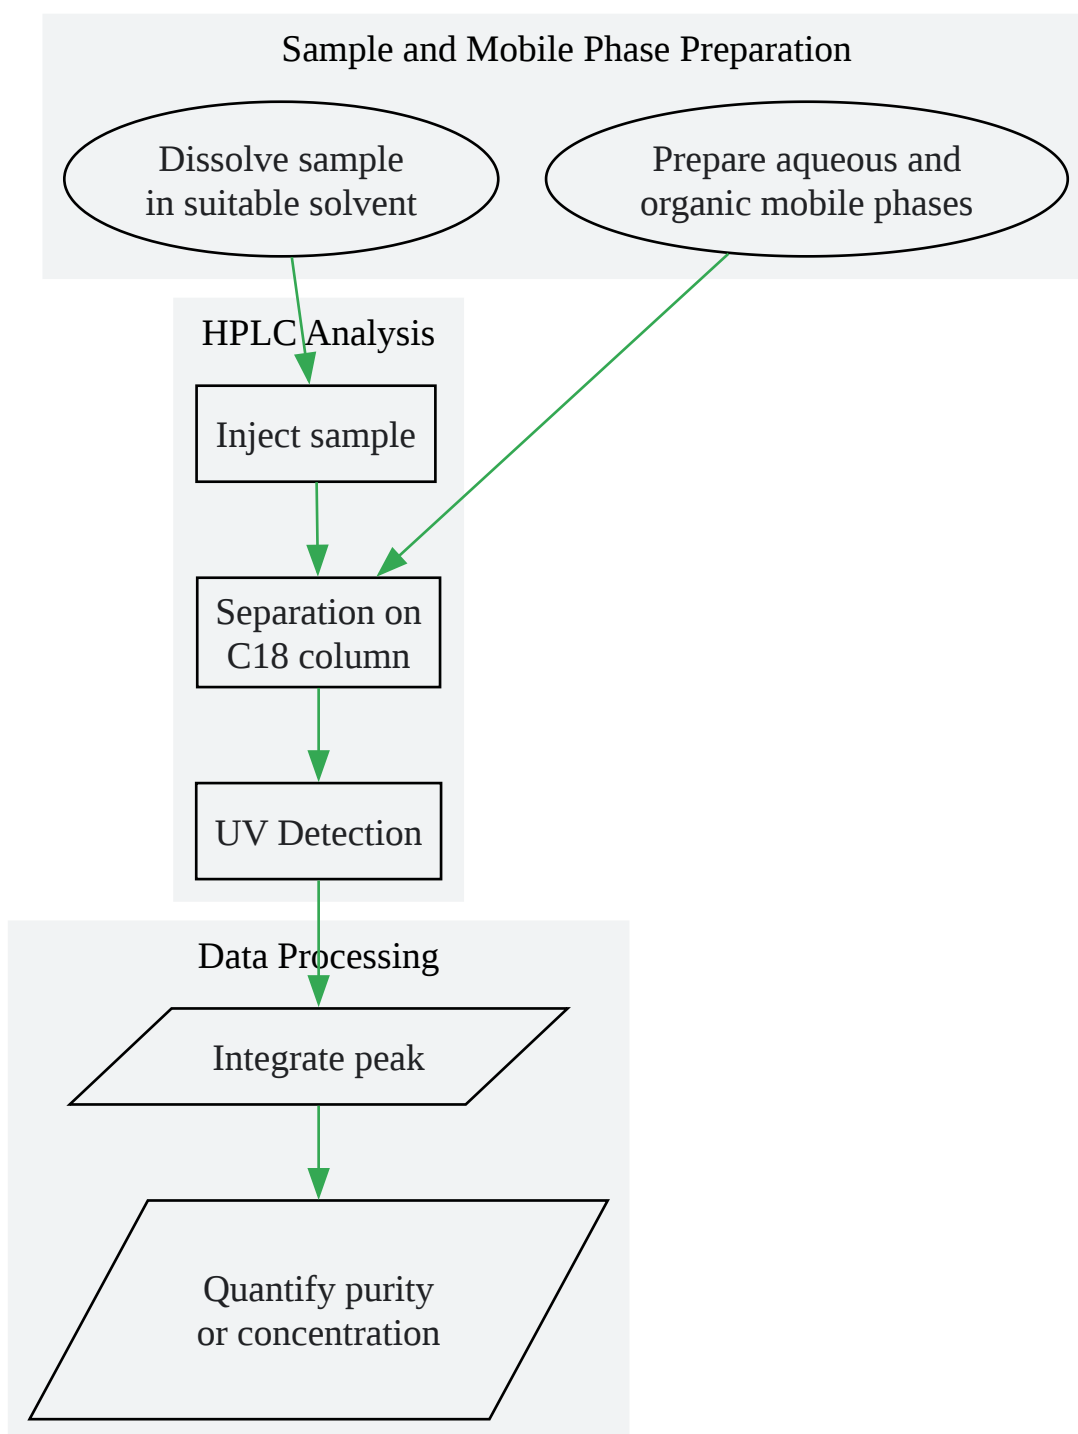 Sample and Mobile Phase Preparation
Dissolve sample
in suitable solvent
Prepare aqueous and
organic mobile phases
HPLC Analysis
Inject sample
Separation on
C18 column
UV Detection
Data Processing
Integrate peak
Quantify purity
or concentration